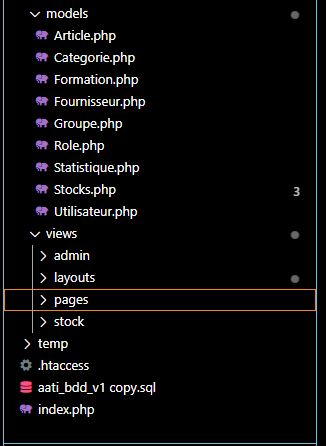 models
Article.php
Categorie.php
Formation.php
Fournisseur.php
Groupe.php
Role.php
Statistique.php
Stocks.php 3
Utilisateur.php
views
admin
layouts
pages
stock
temp
.htaccess
aati_bdd_v1 copy.sql
index.php